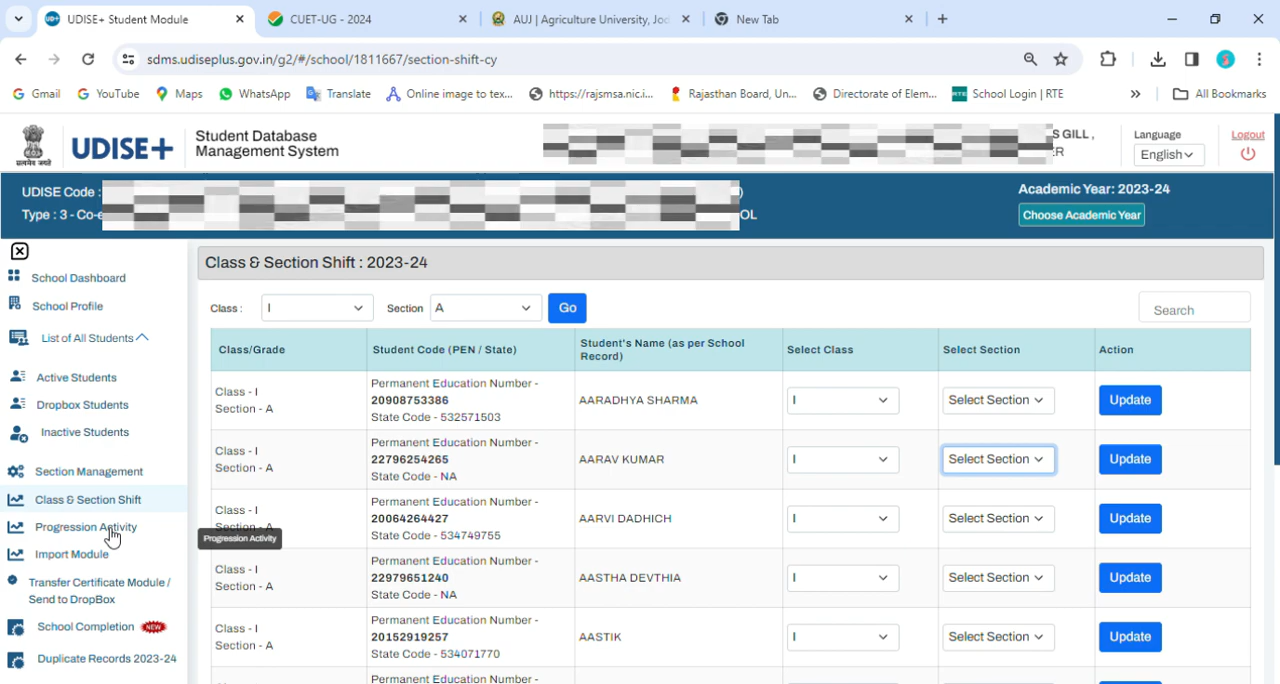 UDISE+ Student Module
CUET-UG - 2024
AUJ | Agriculture University, Jo
New Tab
sdms.udiseplus.gov.in/g2/#/school/1811667/section-shift-cy
Gmail
YouTube
Maps
WhatsApp
Translate
Online image to tex...
https://rajsmsa.nic.i...
Rajasthan Board, Un...
Directorate of Elem...
RTE
School Login | RTE
»
All Bookmarks
सत्यमेव जयते
UDISE+
Student Database
Management System
S GILL ,
Language
English
Logout
UDISE Code :
Type : 3 - Co-e
OL
Academic Year: 2023-24
Choose Academic Year
School Dashboard
School Profile
List of All Students
Active Students
Dropbox Students
Inactive Students
Section Management
Class & Section Shift
Progression Activity
Progression Activity
Import Module
Transfer Certificate Module /
Send to DropBox
School Completion NEW
Duplicate Records 2023-24
Class & Section Shift : 2023-24
Class : I Section A Go
Search
Class/Grade Student Code (PEN / State) Student's Name (as per School Record) Select Class Select Section Action
Class - I
Section - A
Permanent Education Number -
20908753386
State Code - 532571503
AARADHYA SHARMA
I
Select Section
Update
Class - I
Section - A
Permanent Education Number -
22796254265
State Code - NA
AARAV KUMAR
I
Select Section
Update
Class - I
Section - A
Permanent Education Number -
20064264427
State Code - 534749755
AARVI DADHICH
I
Select Section
Update
Class - I
Section - A
Permanent Education Number -
22979651240
State Code - NA
AASTHA DEVTHIA
I
Select Section
Update
Class - I
Section - A
Permanent Education Number -
20152919257
State Code - 534071770
AASTIK
I
Select Section
Update
Permanent Education Number -